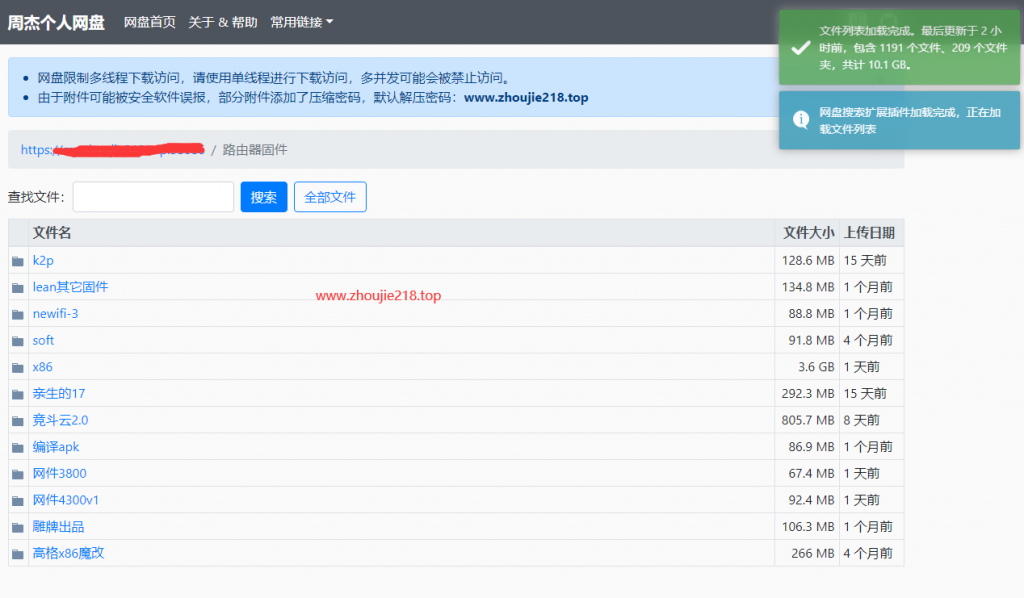 周杰个人网盘 网盘首页 关于 & 帮助 常用链接
文件列表加载完成。最后更新于 2 小
时前，包含 1191 个文件、209 个文件
夹，共计 10.1 GB。
网盘搜索扩展插件加载完成，正在加
载文件列表
网盘限制多线程下载访问，请使用单线程进行下载访问，多并发可能会被禁止访问。
由于附件可能被安全软件误报，部分附件添加了压缩密码，默认解压密码：www.zhoujie218.top
https: / 路由器固件
查找文件： 搜索 全部文件
文件名 文件大小 上传日期
k2p 128.6 MB 15 天前
lean其它固件 134.8 MB 1 个月前
www.zhoujie218.top
newifi-3 88.8 MB 1 个月前
soft 91.8 MB 4 个月前
x86 3.6 GB 1 天前
亲生的17 292.3 MB 15 天前
竞斗云2.0 805.7 MB 8 天前
编译apk 86.9 MB 1 个月前
网件3800 67.4 MB 1 天前
网件4300v1 92.4 MB 1 天前
雕牌出品 106.3 MB 1 个月前
高格x86魔改 266 MB 4 个月前